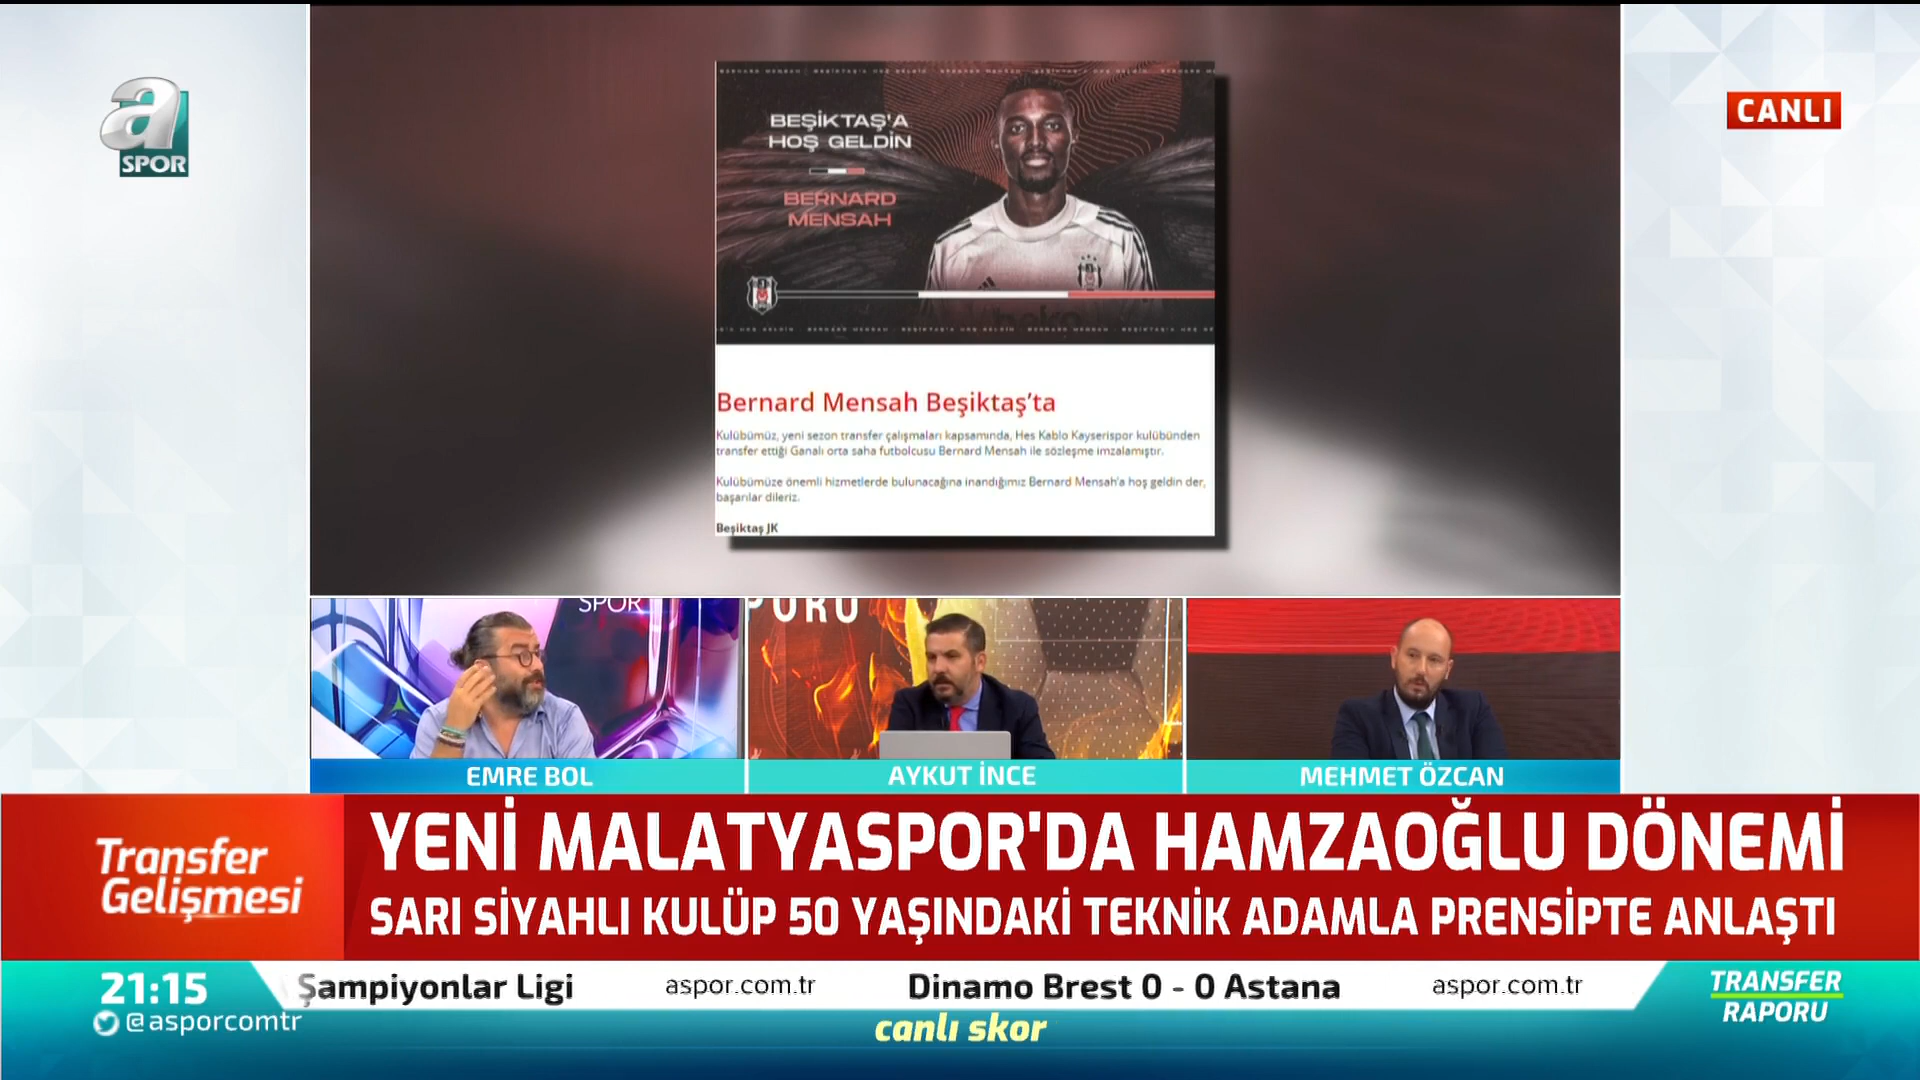 a
SPOR
CANLI
BEŞİKTAŞ'A
HOŞ GELDİN
BERNARD
MENSAH
Bernard Mensah Beşiktaş'ta
Kulübümüz, yeni sezon transfer çalışmaları kapsamında, Hes Kablo Kayserispor kulübünden
transfer ettiği Ganalı orta saha futbolcusu Bernard Mensah ile sözleşme imzalamıştır.
Kulübümüze önemli hizmetlerde bulunacağına inandığımız Bernard Mensah'a hoş geldin der,
başarılar dileriz.
Beşiktaş JK
SPOR
PORU
EMRE BOL
AYKUT İNCE
MEHMET ÖZCAN
Transfer
Gelişmesi
YENİ MALATYASPOR'DA HAMZAOĞLU DÖNEMİ
SARI SİYAHLI KULÜP 50 YAŞINDAKİ TEKNİK ADAMLA PRENSİPTE ANLAŞTI
21:15
Şampiyonlar Ligi
aspor.com.tr
Dinamo Brest 0 - 0 Astana
aspor.com.tr
@asporcomtr
canlı skor
TRANSFER
RAPORU